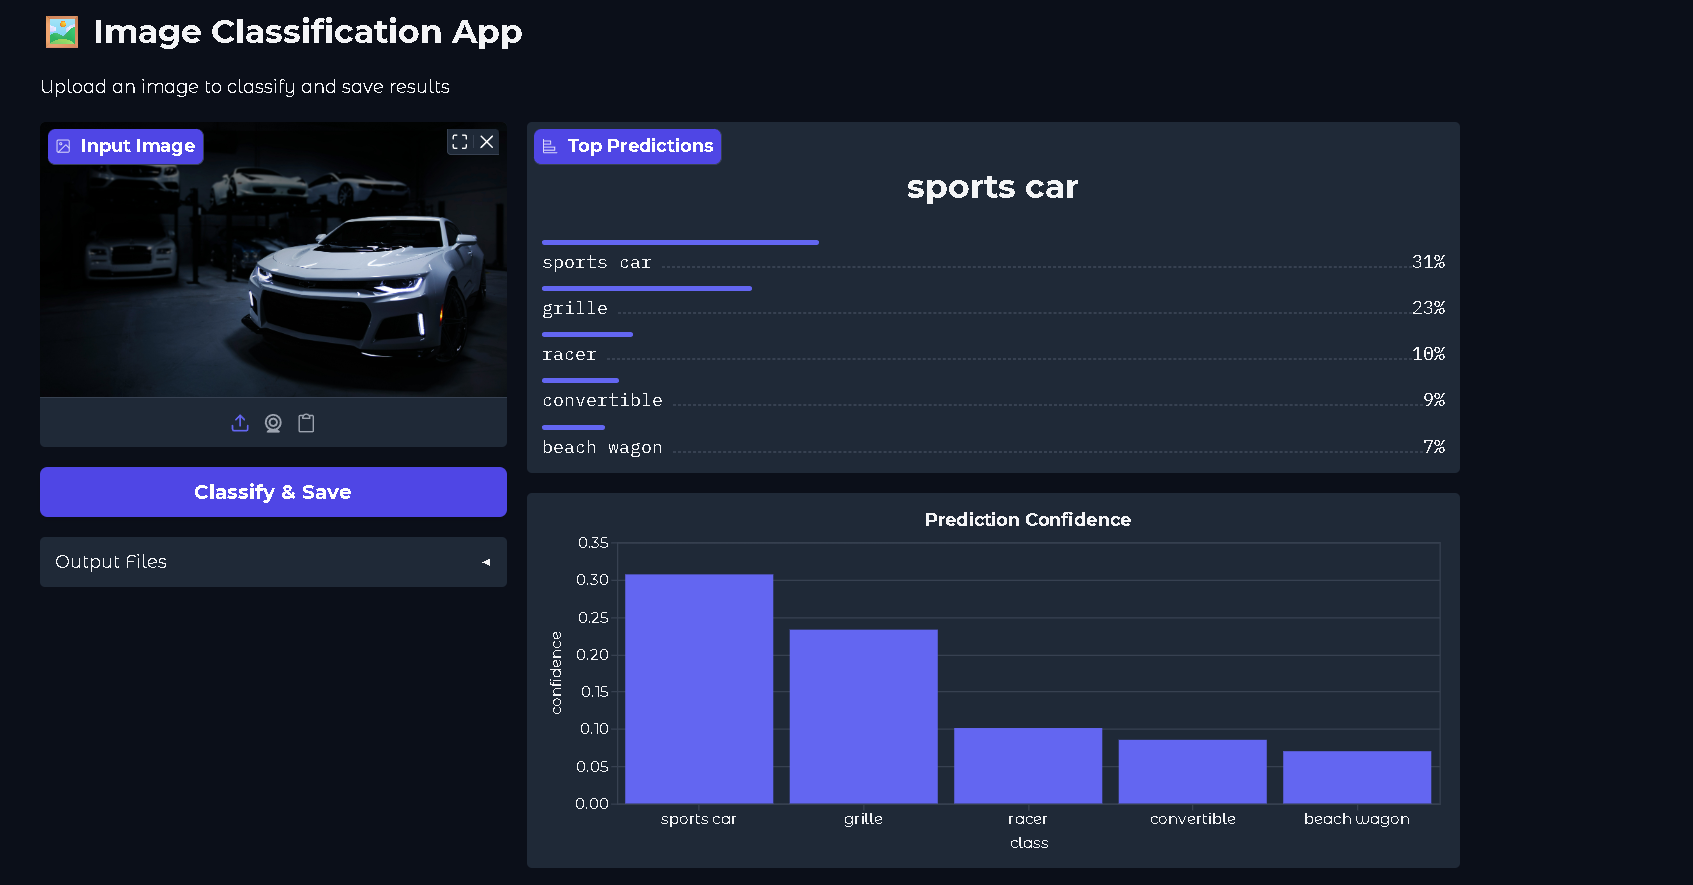 Image Classification App
Upload an image to classify and save results
Input Image
Classify & Save
Output Files
Top Predictions
sports car
sports car 31%
grille 23%
racer 10%
convertible 9%
beach wagon 7%
Prediction Confidence
confidence
0.35
0.30
0.25
0.20
0.15
0.10
0.05
0.00
sports car grille racer convertible beach wagon
class